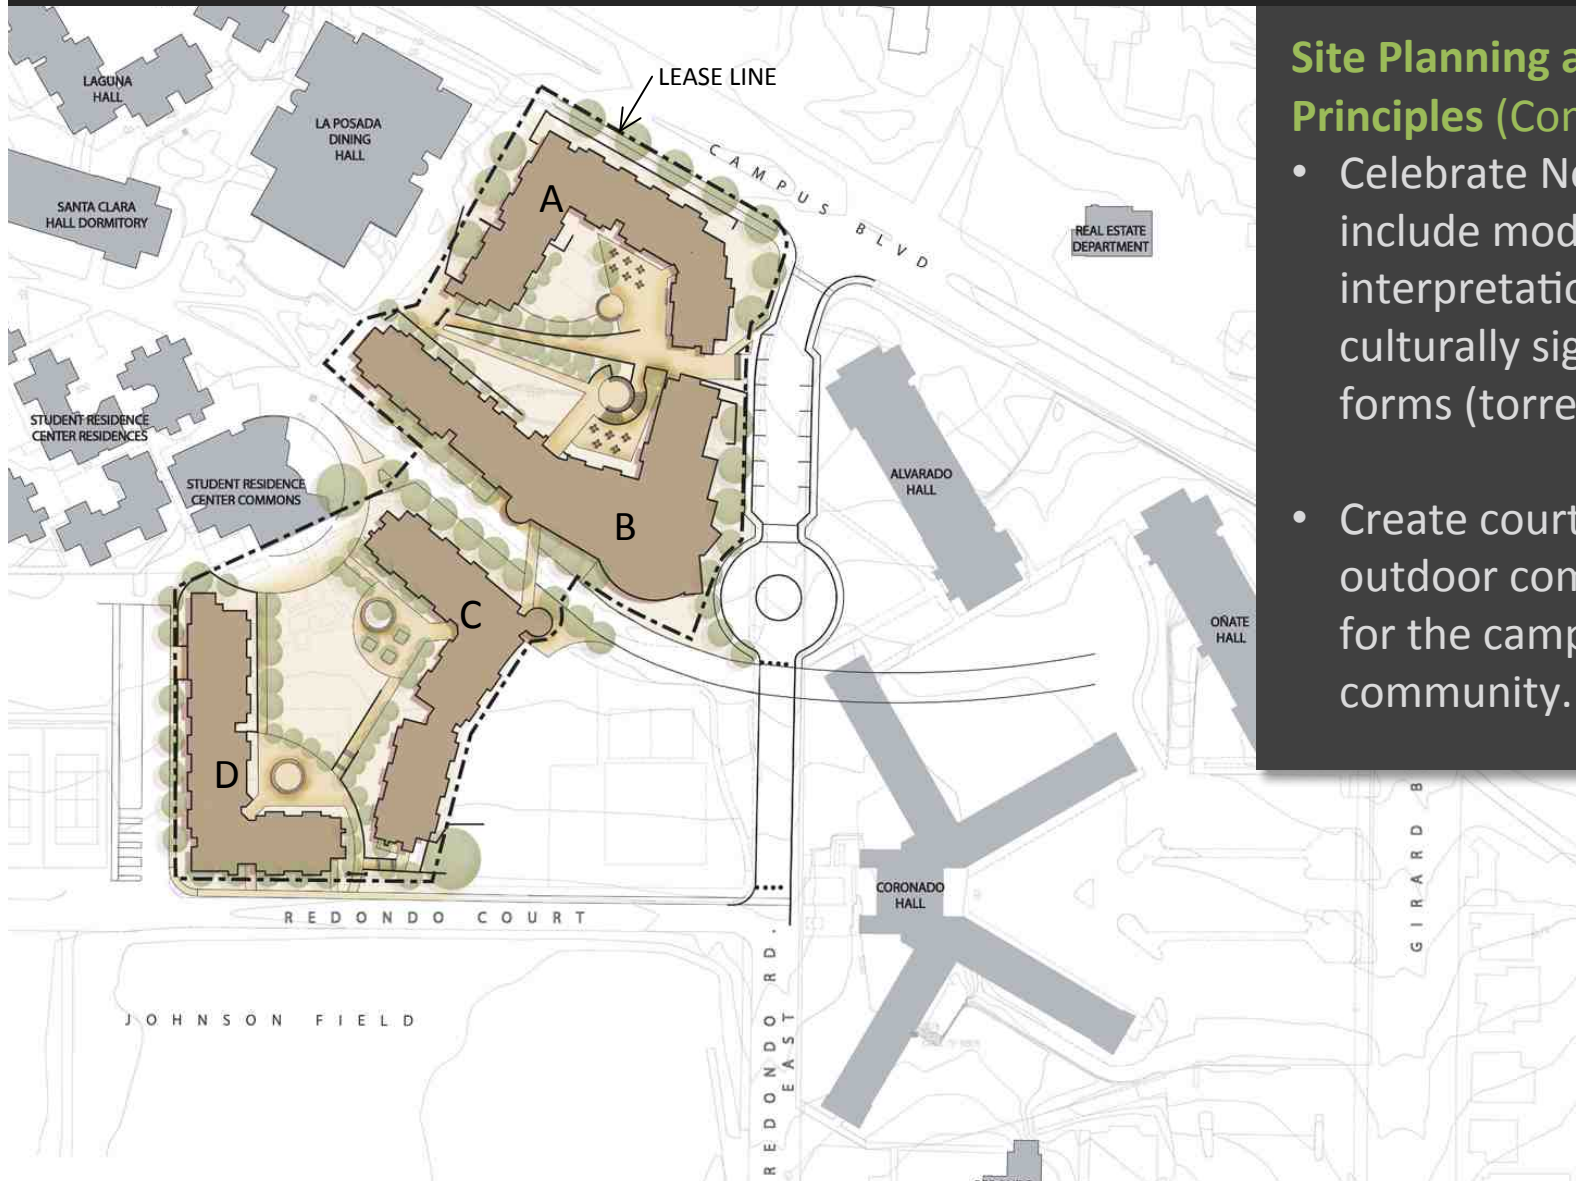 LAGUNA
HALL
LA POSADA
DINING
HALL
LEASE LINE
SANTA CLARA
HALL DORMITORY
CAMPUS BLVD
REAL ESTATE
DEPARTMENT
STUDENT RESIDENCE
CENTER RESIDENCES
STUDENT RESIDENCE
CENTER COMMONS
A
B
C
D
ALVARADO
HALL
OÑATE
HALL
CORONADO
HALL
REDONDO COURT
JOHNSON FIELD
REDONDO RD.
EAST
GIRARD B
Site Planning a
Principles (Con
• Celebrate Ne
include mod
interpretatio
culturally sig
forms (torre
• Create court
outdoor com
for the camp
community.